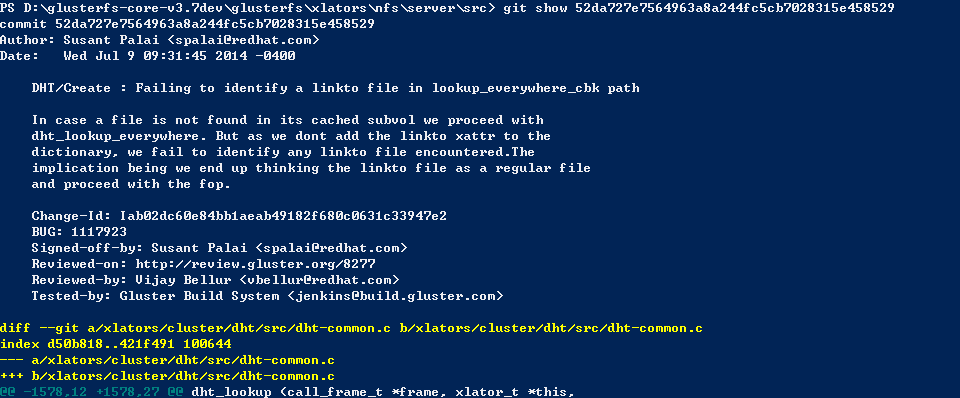 PS D:\glusterfs-core-v3.7dev\glusterfs\xlators\nfs\server\src> git show 52da727e7564963a8a244fc5cb7028315e458529
commit 52da727e7564963a8a244fc5cb7028315e458529
Author: Susant Palai <spalai@redhat.com>
Date:   Wed Jul 9 09:31:45 2014 -0400
DHT/Create : Failing to identify a linkto file in lookup_everywhere_cbk path
In case a file is not found in its cached subvol we proceed with
dht_lookup_everywhere. But as we dont add the linkto xattr to the
dictionary, we fail to identify any linkto file encountered.The
implication being we end up thinking the linkto file as a regular file
and proceed with the fop.
Change-Id: Iab02dc60e84bb1aeab49182f680c0631c33947e2
BUG: 1117923
Signed-off-by: Susant Palai <spalai@redhat.com>
Reviewed-on: http://review.gluster.org/8277
Reviewed-by: Vijay Bellur <vbellur@redhat.com>
Tested-by: Gluster Build System <jenkins@build.gluster.com>
diff --git a/xlators/cluster/dht/src/dht-common.c b/xlators/cluster/dht/src/dht-common.c
index d50b818..421f491 100644
--- a/xlators/cluster/dht/src/dht-common.c
+++ b/xlators/cluster/dht/src/dht-common.c
@@ -1578,12 +1578,27 @@ dht_lookup (call_frame_t *frame, xlator_t *this,